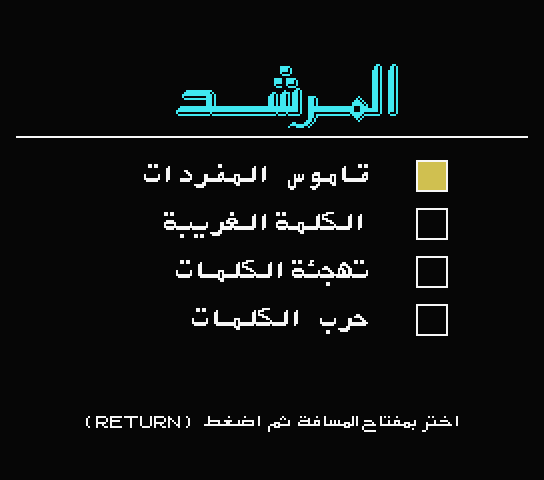 المرشد
قاموس المفردات
الكلمة الغريبة
تهجئة الكلمات
حرب الكلمات
اختر بمفتاح المسافة ثم اضغط (RETURN)